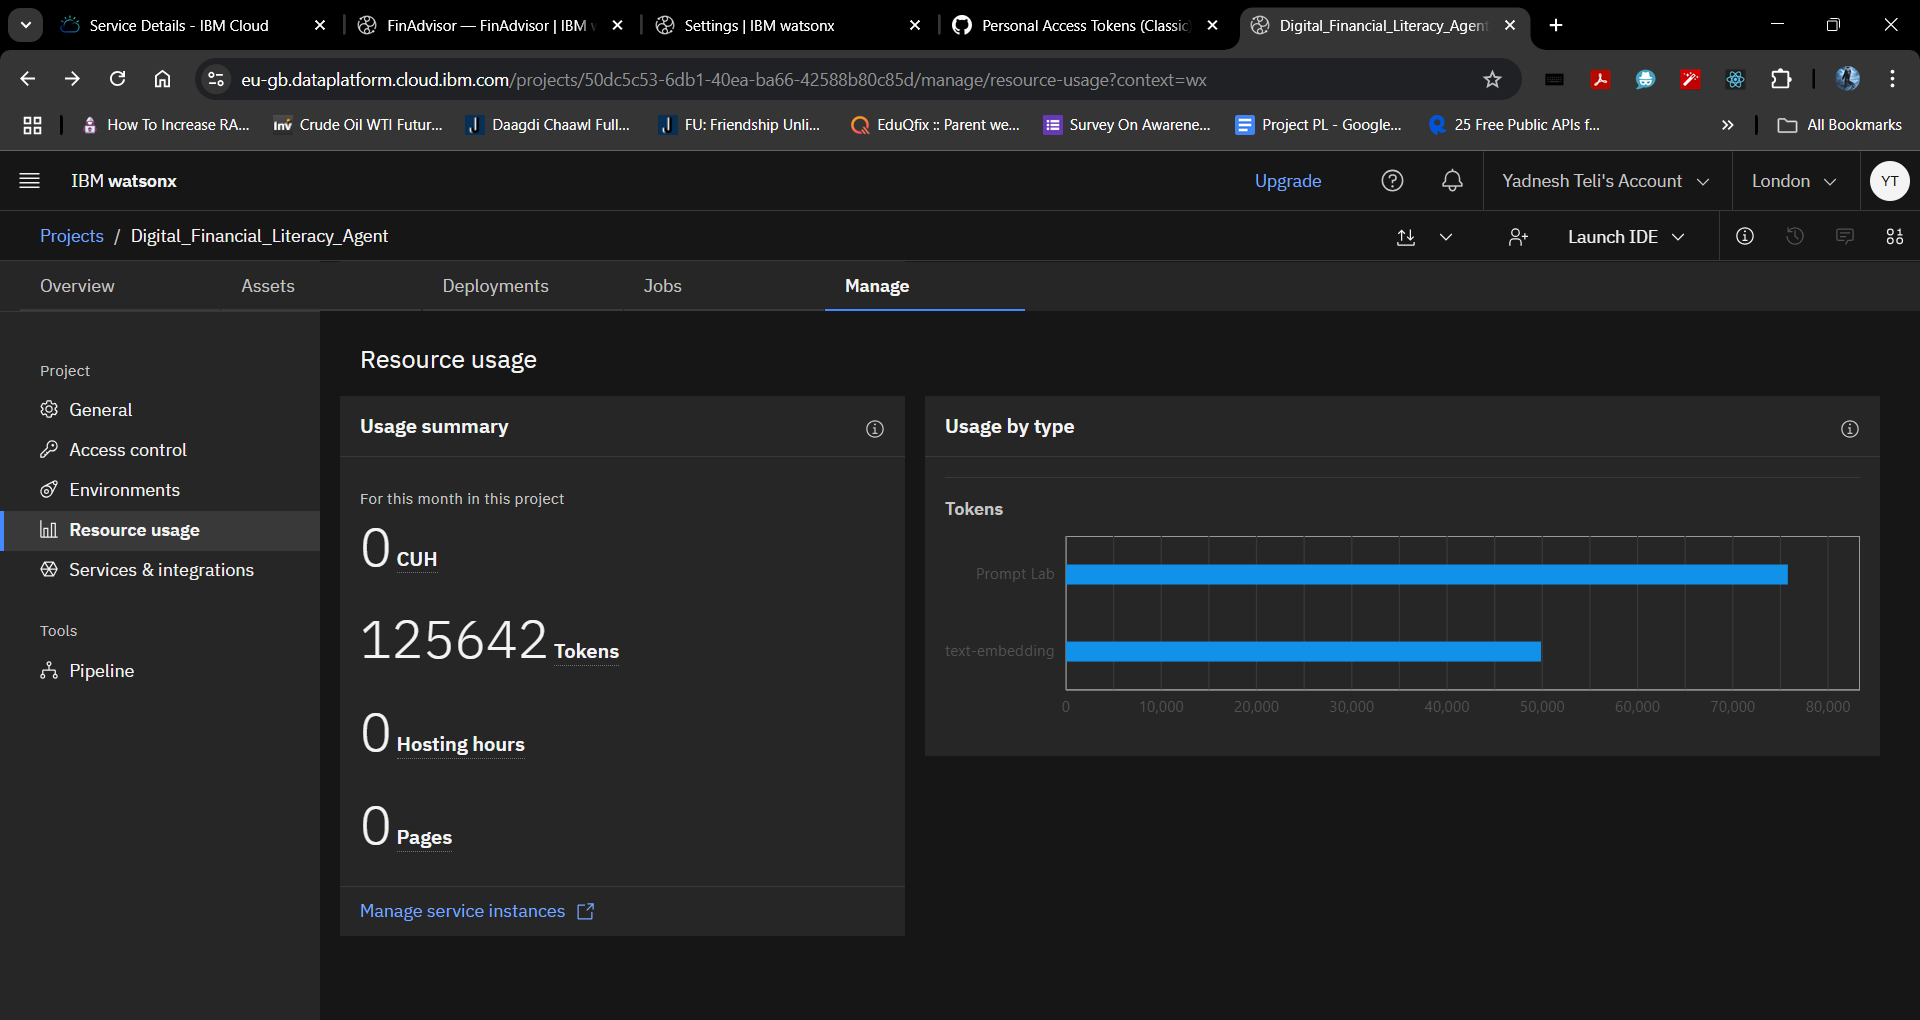 Service Details - IBM Cloud
FinAdvisor — FinAdvisor | IBM w
Settings | IBM watsonx
Personal Access Tokens (Classic)
Digital_Financial_Literacy_Agent
eu-gb.dataplatform.cloud.ibm.com/projects/50dc5c53-6db1-40ea-ba66-42588b80c85d/manage/resource-usage?context=wx
How To Increase RA...
Inv Crude Oil WTI Futur...
Daagdi Chaawl Full...
FU: Friendship Unli...
EduQfix :: Parent we...
Survey On Awarene...
Project PL - Google...
25 Free Public APIs f...
All Bookmarks
IBM watsonx
Upgrade
Yadnesh Teli's Account
London
YT
Projects / Digital_Financial_Literacy_Agent
Launch IDE
Overview
Assets
Deployments
Jobs
Manage
Project
General
Access control
Environments
Resource usage
Services & integrations
Tools
Pipeline
Resource usage
Usage summary
For this month in this project
0 CUH
125642 Tokens
0 Hosting hours
0 Pages
Manage service instances
Usage by type
Tokens
Prompt Lab
text-embedding
0 10,000 20,000 30,000 40,000 50,000 60,000 70,000 80,000